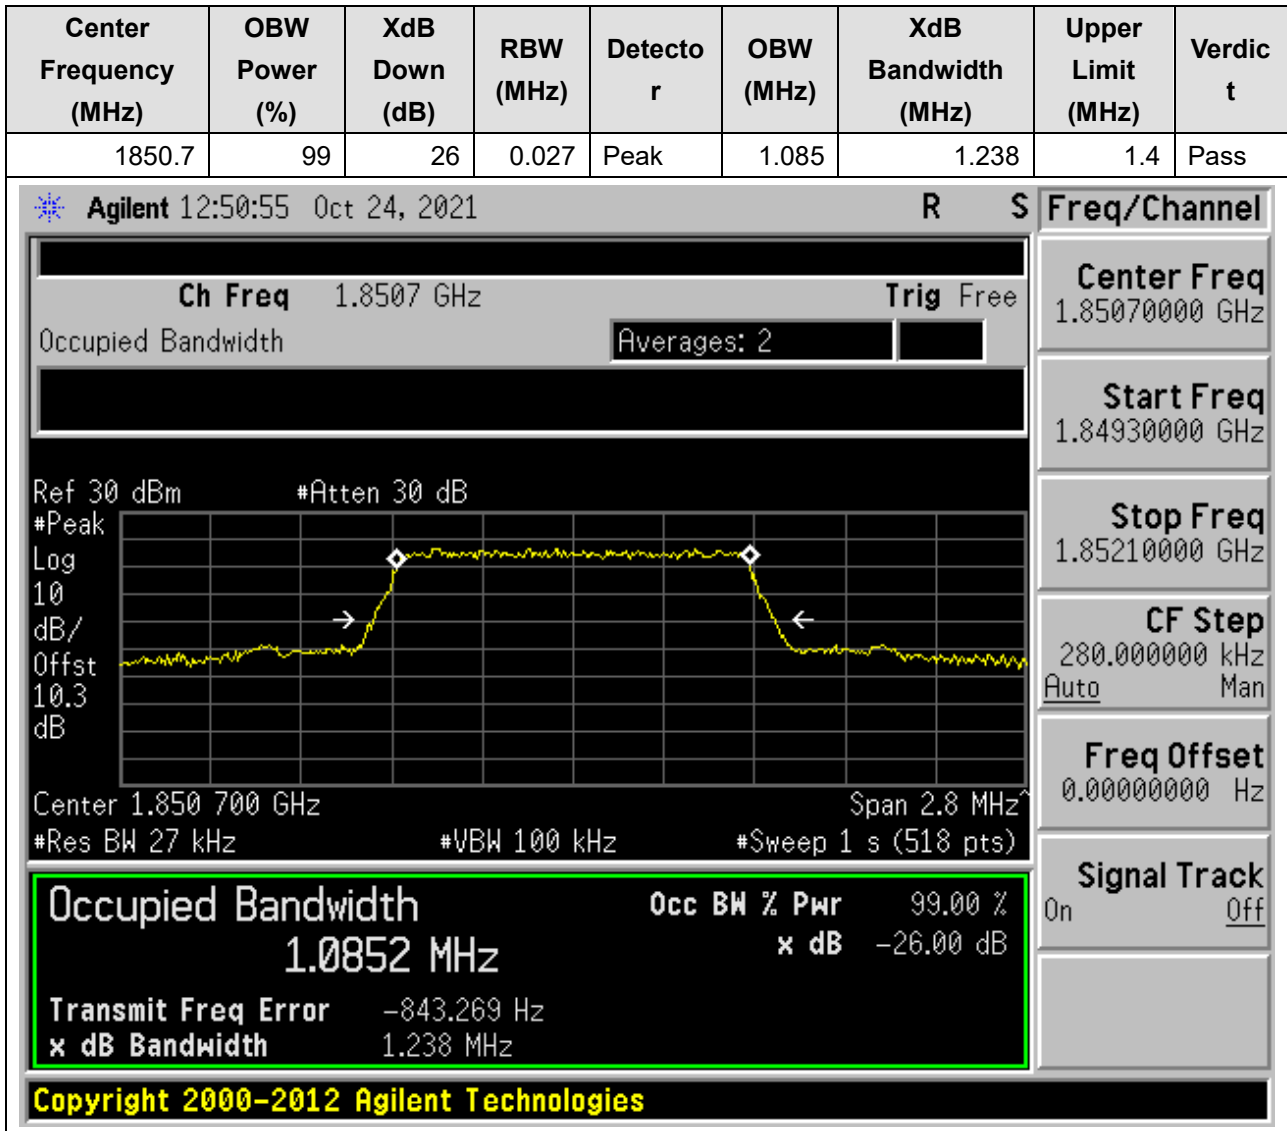 Center Frequency (MHz) OBW Power (%) XdB Down (dB) RBW (MHz) Detecto r OBW (MHz) XdB Bandwidth (MHz) Upper Limit (MHz) Verdic t
1850.7 99 26 0.027 Peak 1.085 1.238 1.4 Pass
Agilent 12:50:55 Oct 24, 2021 R S
Ch Freq 1.8507 GHz Trig Free
Occupied Bandwidth Averages: 2
Ref 30 dBm #Atten 30 dB
#Peak
Log
10
dB/
Offst
10.3
dB
Center 1.850 700 GHz Span 2.8 MHz^
#Res BW 27 kHz #VBW 100 kHz #Sweep 1 s (518 pts)
Occupied Bandwidth Occ BW % Pwr 99.00 %
1.0852 MHz x dB -26.00 dB
Transmit Freq Error -843.269 Hz
x dB Bandwidth 1.238 MHz
Freq/Channel
Center Freq
1.85070000 GHz
Start Freq
1.84930000 GHz
Stop Freq
1.85210000 GHz
CF Step
280.000000 kHz
Auto Man
Freq Offset
0.00000000 Hz
Signal Track
On Off
Copyright 2000-2012 Agilent Technologies